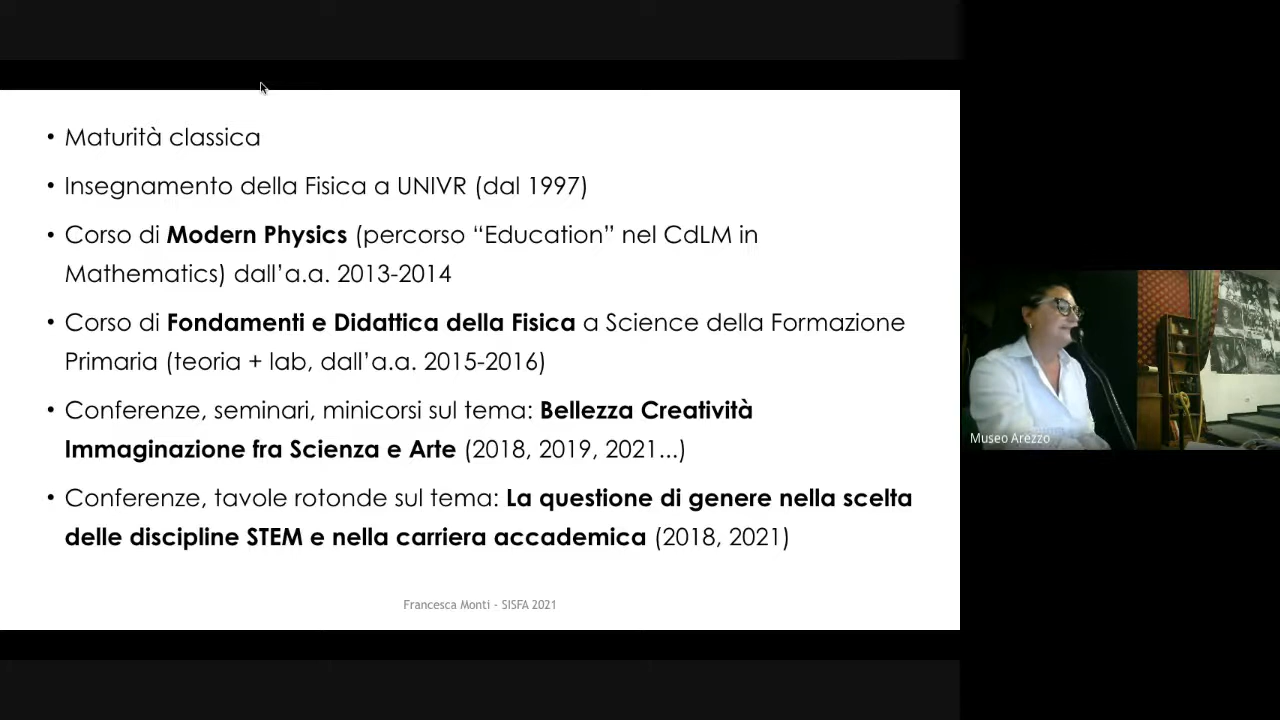 • Maturità classica
• Insegnamento della Fisica a UNIVR (dal 1997)
• Corso di Modern Physics (percorso “Education” nel CdLM in
Mathematics) dall’a.a. 2013-2014
• Corso di Fondamenti e Didattica della Fisica a Science della Formazione
Primaria (teoria + lab, dall’a.a. 2015-2016)
• Conferenze, seminari, minicorsi sul tema: Bellezza Creatività
Immaginazione fra Scienza e Arte (2018, 2019, 2021...)
• Conferenze, tavole rotonde sul tema: La questione di genere nella scelta
delle discipline STEM e nella carriera accademica (2018, 2021)
Francesca Monti - SISFA 2021
Museo Arezzo